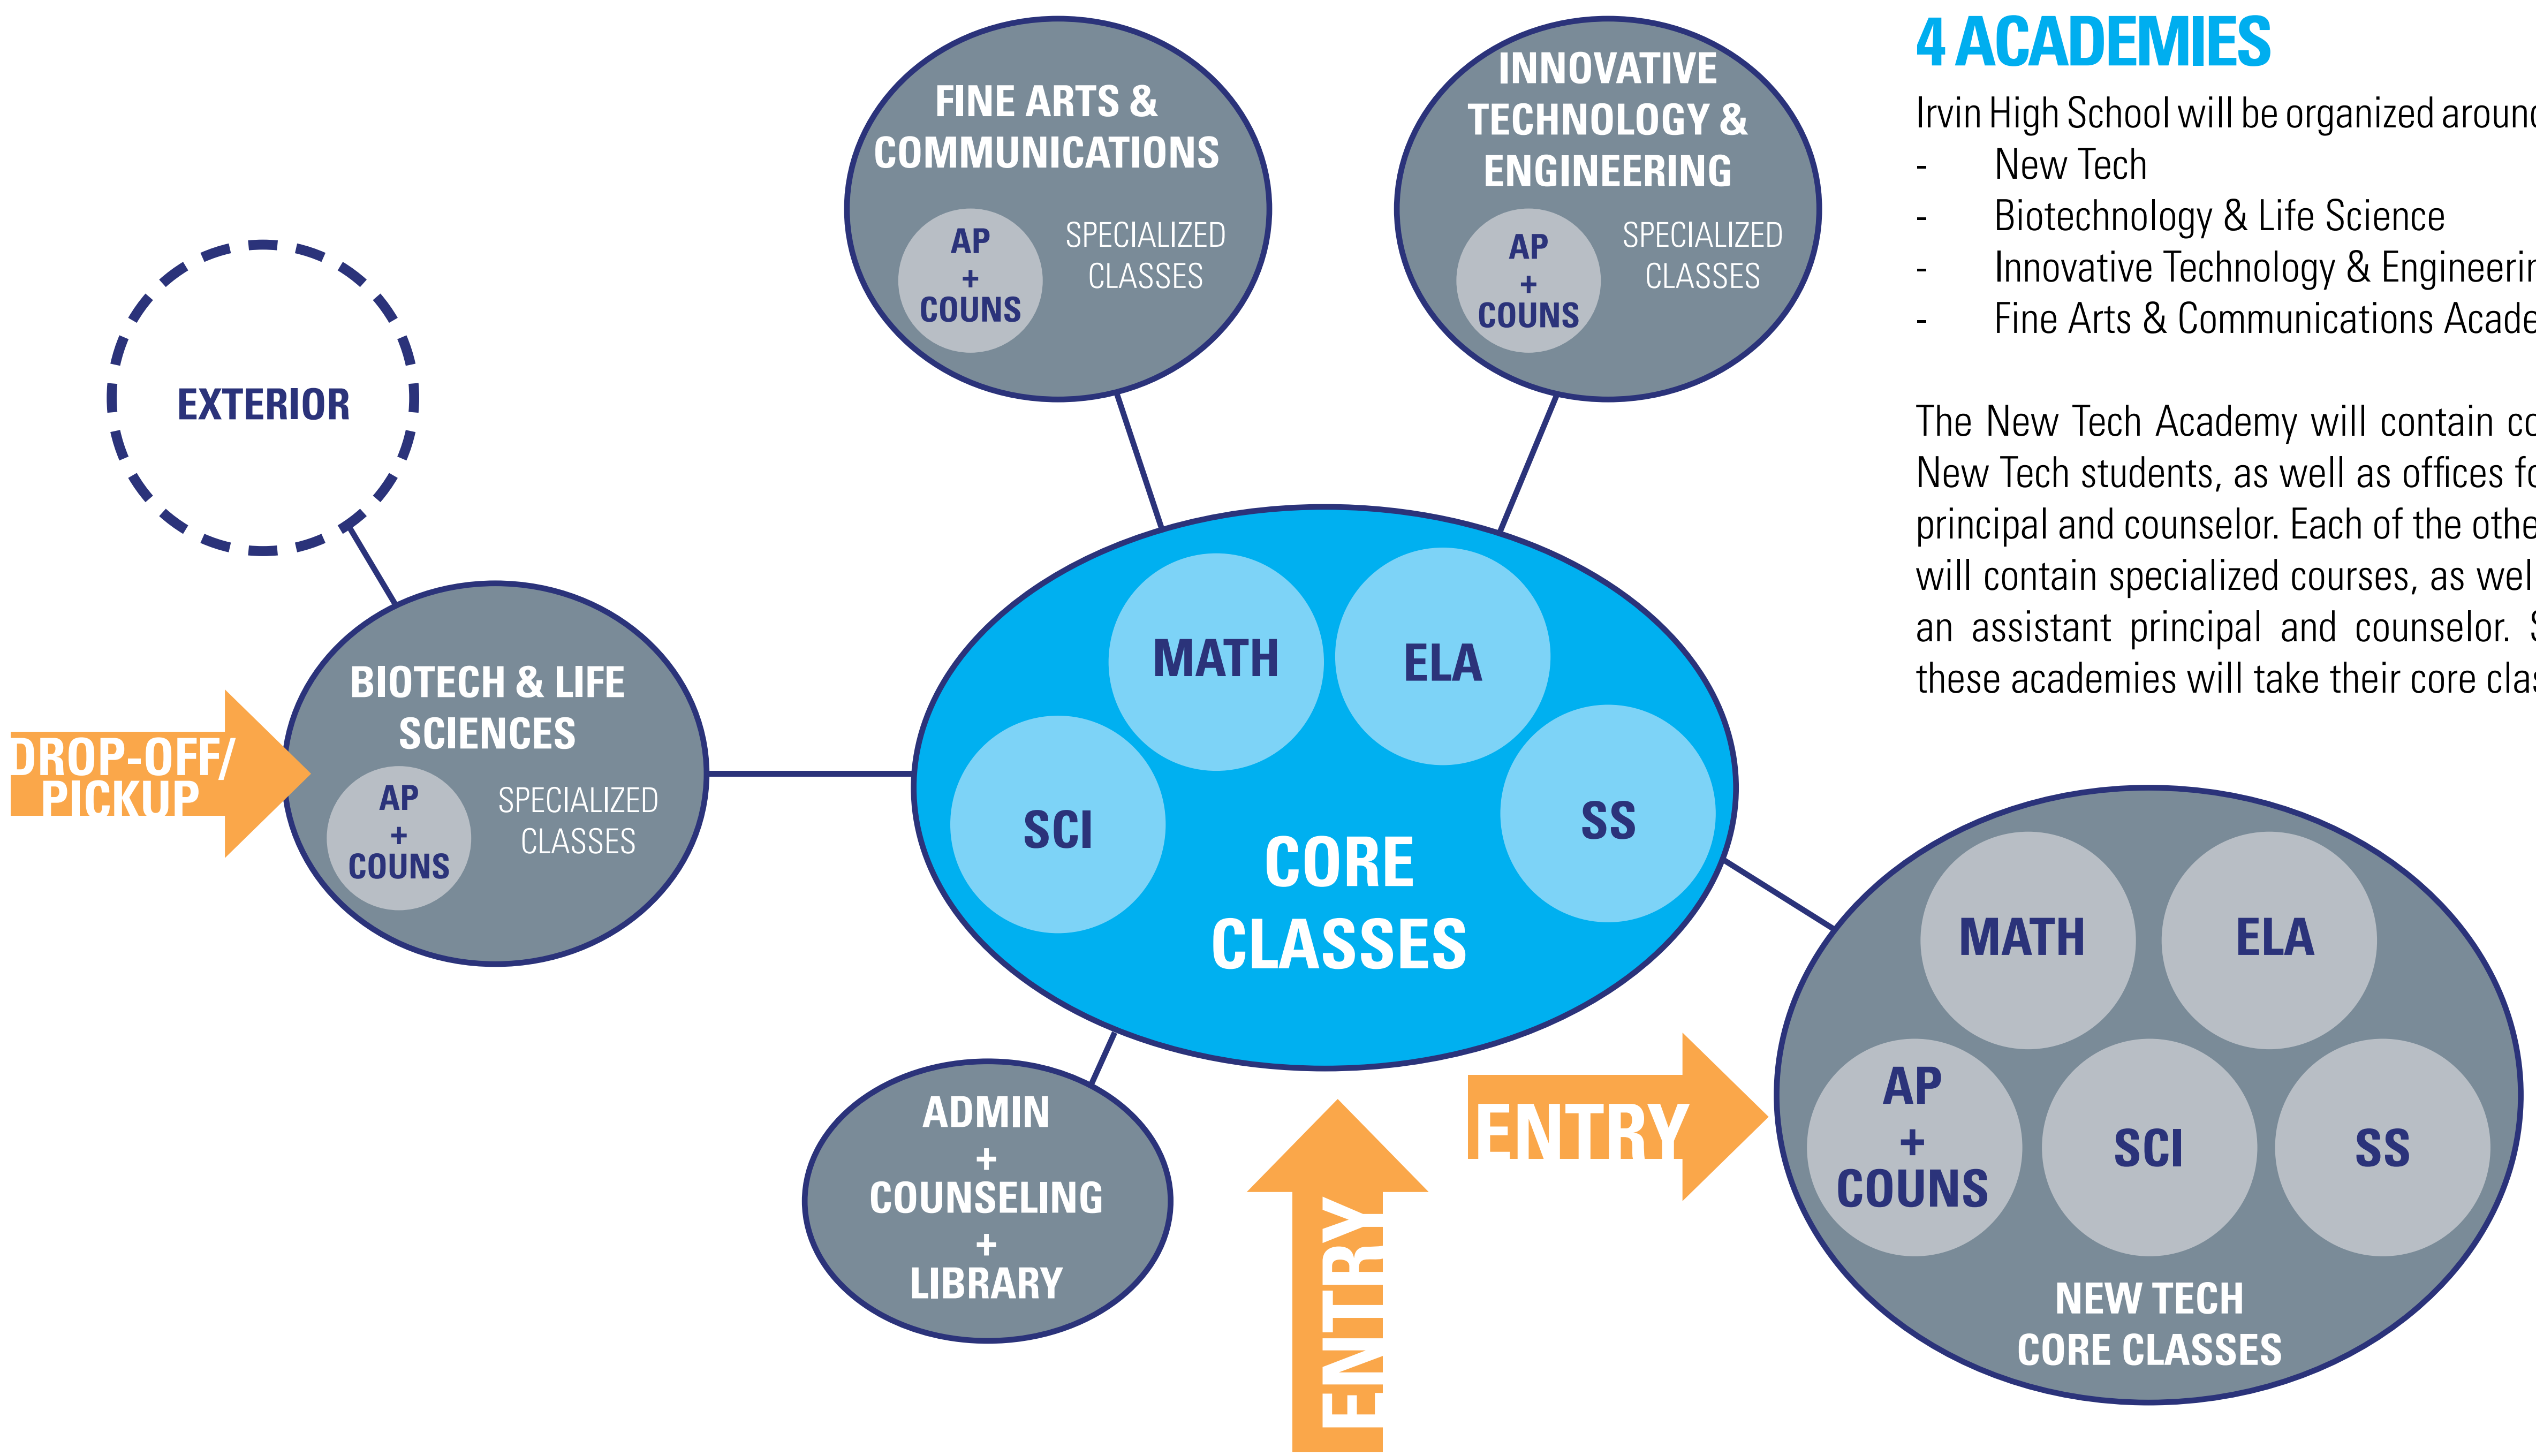 4 ACADEMIES
Irvin High School will be organized around
- New Tech
- Biotechnology & Life Science
- Innovative Technology & Engineerin
- Fine Arts & Communications Acade
The New Tech Academy will contain co
New Tech students, as well as offices fo
principal and counselor. Each of the othe
will contain specialized courses, as wel
an assistant principal and counselor. S
these academies will take their core clas
FINE ARTS &
COMMUNICATIONS
AP
+
COUNS
SPECIALIZED
CLASSES
INNOVATIVE
TECHNOLOGY &
ENGINEERING
AP
+
COUNS
SPECIALIZED
CLASSES
EXTERIOR
BIOTECH & LIFE
SCIENCES
AP
+
COUNS
SPECIALIZED
CLASSES
DROP-OFF/
PICKUP
MATH
ELA
SCI
SS
CORE
CLASSES
ADMIN
+
COUNSELING
+
LIBRARY
ENTRY
ENTRY
MATH
ELA
AP
+
COUNS
SCI
SS
NEW TECH
CORE CLASSES